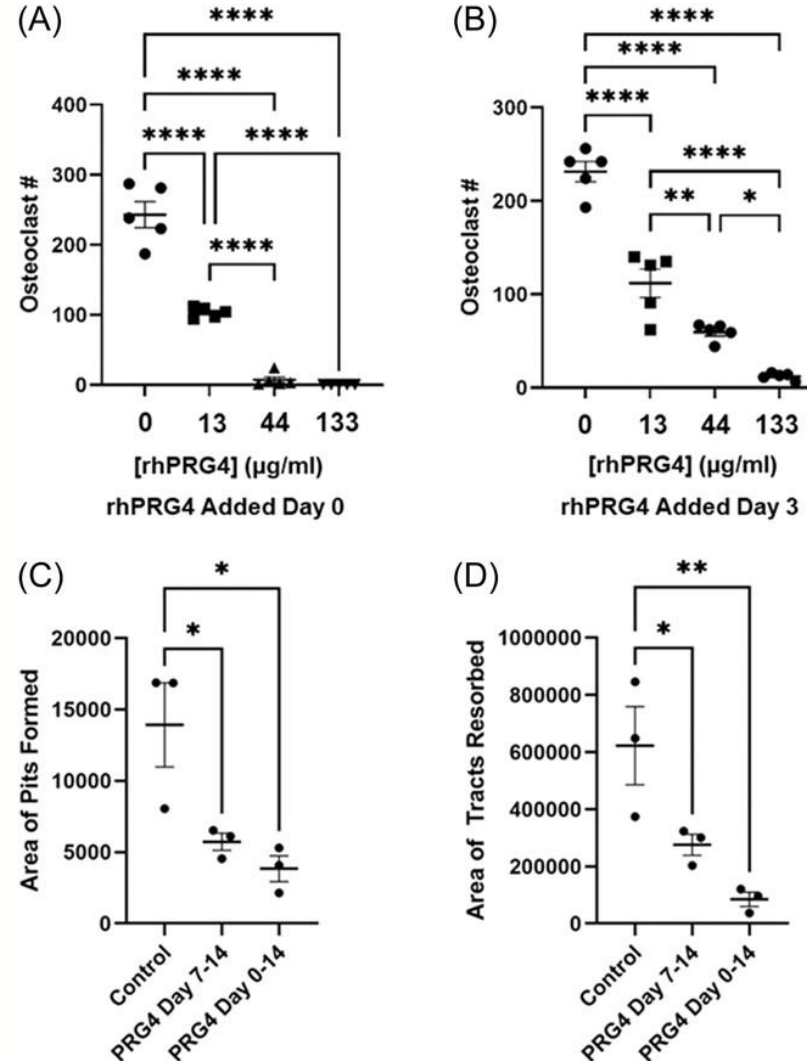 (A)
****
****
**** ****
****
Osteoclast #
400
300
200
100
0
0 13 44 133
[rhPRG4] (µg/ml)
rhPRG4 Added Day 0
(B)
****
****
****
****
** *
Osteoclast #
300
200
100
0
0 13 44 133
[rhPRG4] (µg/ml)
rhPRG4 Added Day 3
(C)
*
*
Area of Pits Formed
20000
15000
10000
5000
0
Control
PRG4 Day 7-14
PRG4 Day 0-14
(D)
**
*
Area of Tracts Resorbed
1000000
800000
600000
400000
200000
0
Control
PRG4 Day 7-14
PRG4 Day 0-14